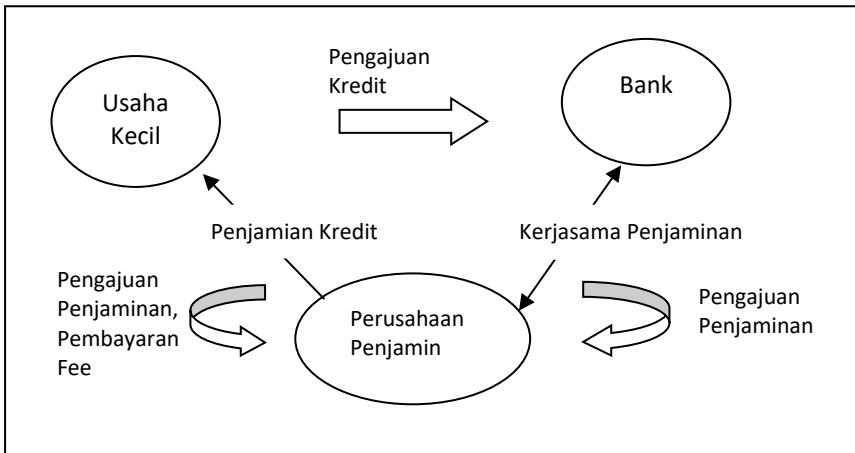 Pengajuan
Kredit
Usaha
Kecil
Bank
Penjamian Kredit
Kerjasama Penjaminan
Pengajuan
Penjaminan,
Pembayaran
Fee
Perusahaan
Penjamin
Pengajuan
Penjaminan